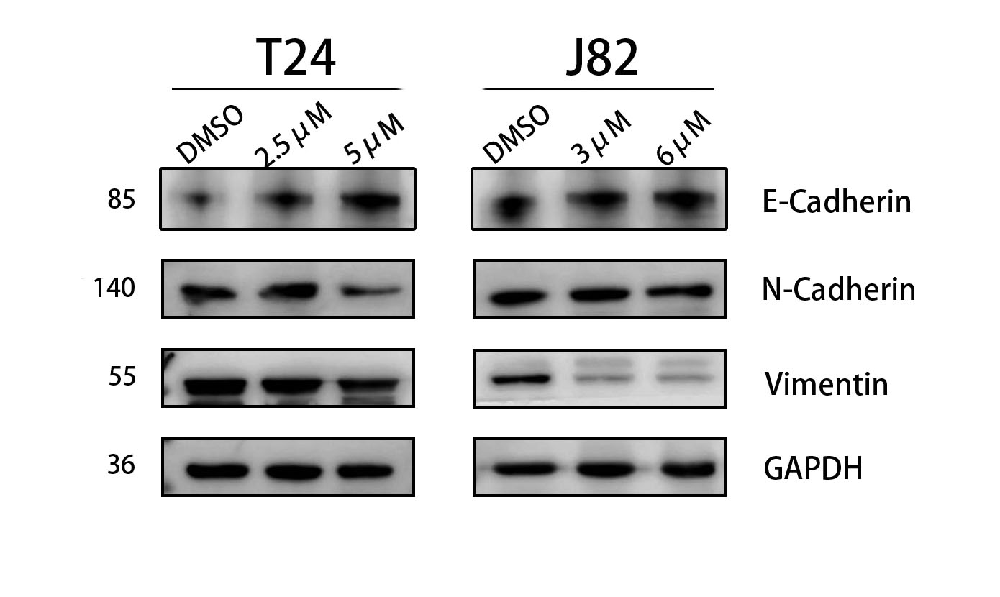 T24 J82
DMSO 2.5 μM 5 μM DMSO 3 μM 6 μM
85 E-Cadherin
140 N-Cadherin
55 Vimentin
36 GAPDH